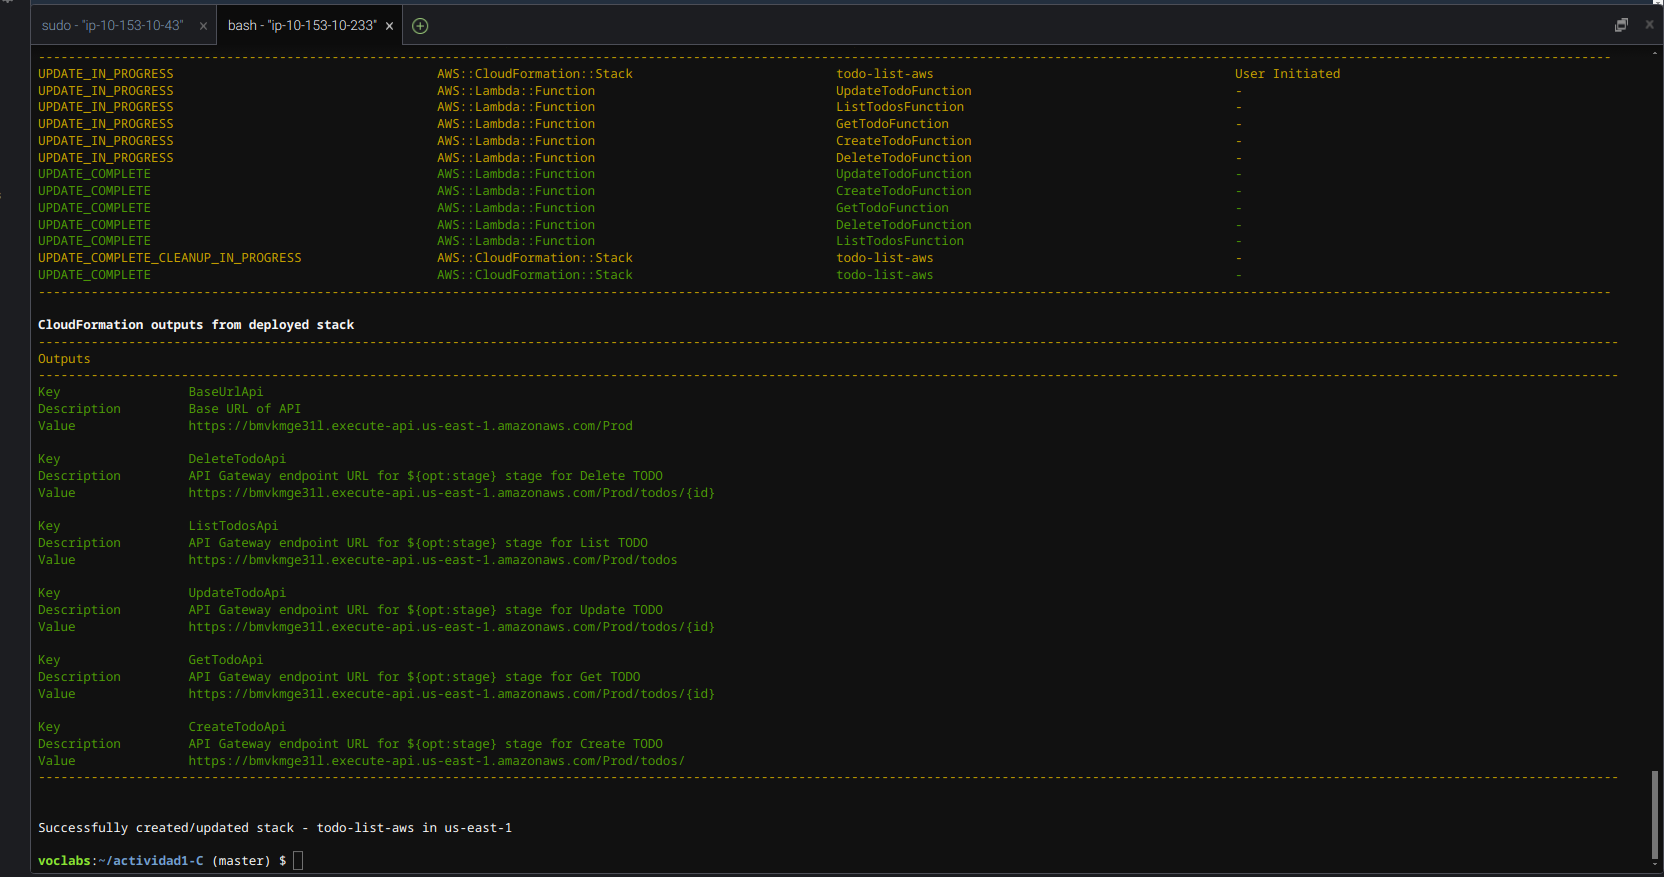 sudo - "ip-10-153-10-43" × bash - "ip-10-153-10-233" ×
UPDATE_IN_PROGRESS AWS::CloudFormation::Stack todo-list-aws User Initiated
UPDATE_IN_PROGRESS AWS::Lambda::Function UpdateTodoFunction -
UPDATE_IN_PROGRESS AWS::Lambda::Function ListTodosFunction -
UPDATE_IN_PROGRESS AWS::Lambda::Function GetTodoFunction -
UPDATE_IN_PROGRESS AWS::Lambda::Function CreateTodoFunction -
UPDATE_IN_PROGRESS AWS::Lambda::Function DeleteTodoFunction -
UPDATE_COMPLETE AWS::Lambda::Function UpdateTodoFunction -
UPDATE_COMPLETE AWS::Lambda::Function CreateTodoFunction -
UPDATE_COMPLETE AWS::Lambda::Function GetTodoFunction -
UPDATE_COMPLETE AWS::Lambda::Function DeleteTodoFunction -
UPDATE_COMPLETE AWS::Lambda::Function ListTodosFunction -
UPDATE_COMPLETE_CLEANUP_IN_PROGRESS AWS::CloudFormation::Stack todo-list-aws -
UPDATE_COMPLETE AWS::CloudFormation::Stack todo-list-aws -
CloudFormation outputs from deployed stack
Outputs
Key BaseUrlApi
Description Base URL of API
Value https://bmvkmge31l.execute-api.us-east-1.amazonaws.com/Prod
Key DeleteTodoApi
Description API Gateway endpoint URL for ${opt:stage} stage for Delete TODO
Value https://bmvkmge31l.execute-api.us-east-1.amazonaws.com/Prod/todos/{id}
Key ListTodosApi
Description API Gateway endpoint URL for ${opt:stage} stage for List TODO
Value https://bmvkmge31l.execute-api.us-east-1.amazonaws.com/Prod/todos
Key UpdateTodoApi
Description API Gateway endpoint URL for ${opt:stage} stage for Update TODO
Value https://bmvkmge31l.execute-api.us-east-1.amazonaws.com/Prod/todos/{id}
Key GetTodoApi
Description API Gateway endpoint URL for ${opt:stage} stage for Get TODO
Value https://bmvkmge31l.execute-api.us-east-1.amazonaws.com/Prod/todos/{id}
Key CreateTodoApi
Description API Gateway endpoint URL for ${opt:stage} stage for Create TODO
Value https://bmvkmge31l.execute-api.us-east-1.amazonaws.com/Prod/todos/
Successfully created/updated stack - todo-list-aws in us-east-1
voclabs:~/actividad1-C (master) $